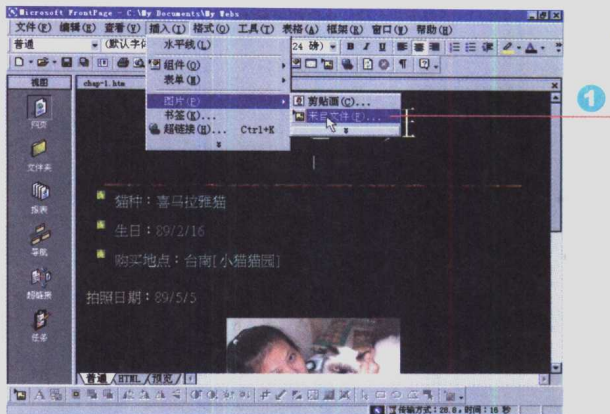 Microsoft FrontPage - C:\My Documents\My Webs
文件(F) 编辑(E) 查看(V) 插入(I) 格式(O) 工具(T) 表格(A) 框架(R) 窗口(W) 帮助(H)
普通 (默认字体 24 磅) B I U
水平线(L)
组件(O)
表单(M)
图片(P)
书签(K)...
超链接(H)... Ctrl+K
剪贴画(C)...
来自文件(F)...
1
视图
网页
文件夹
报表
导航
超链接
任务
chap-1.htm
猫种：喜马拉雅猫
生日：89/2/16
购买地点：台南[小猫猫园]
拍照日期：89/5/5
普通 HTML 预览
传输方式：28.8，时间：16 秒